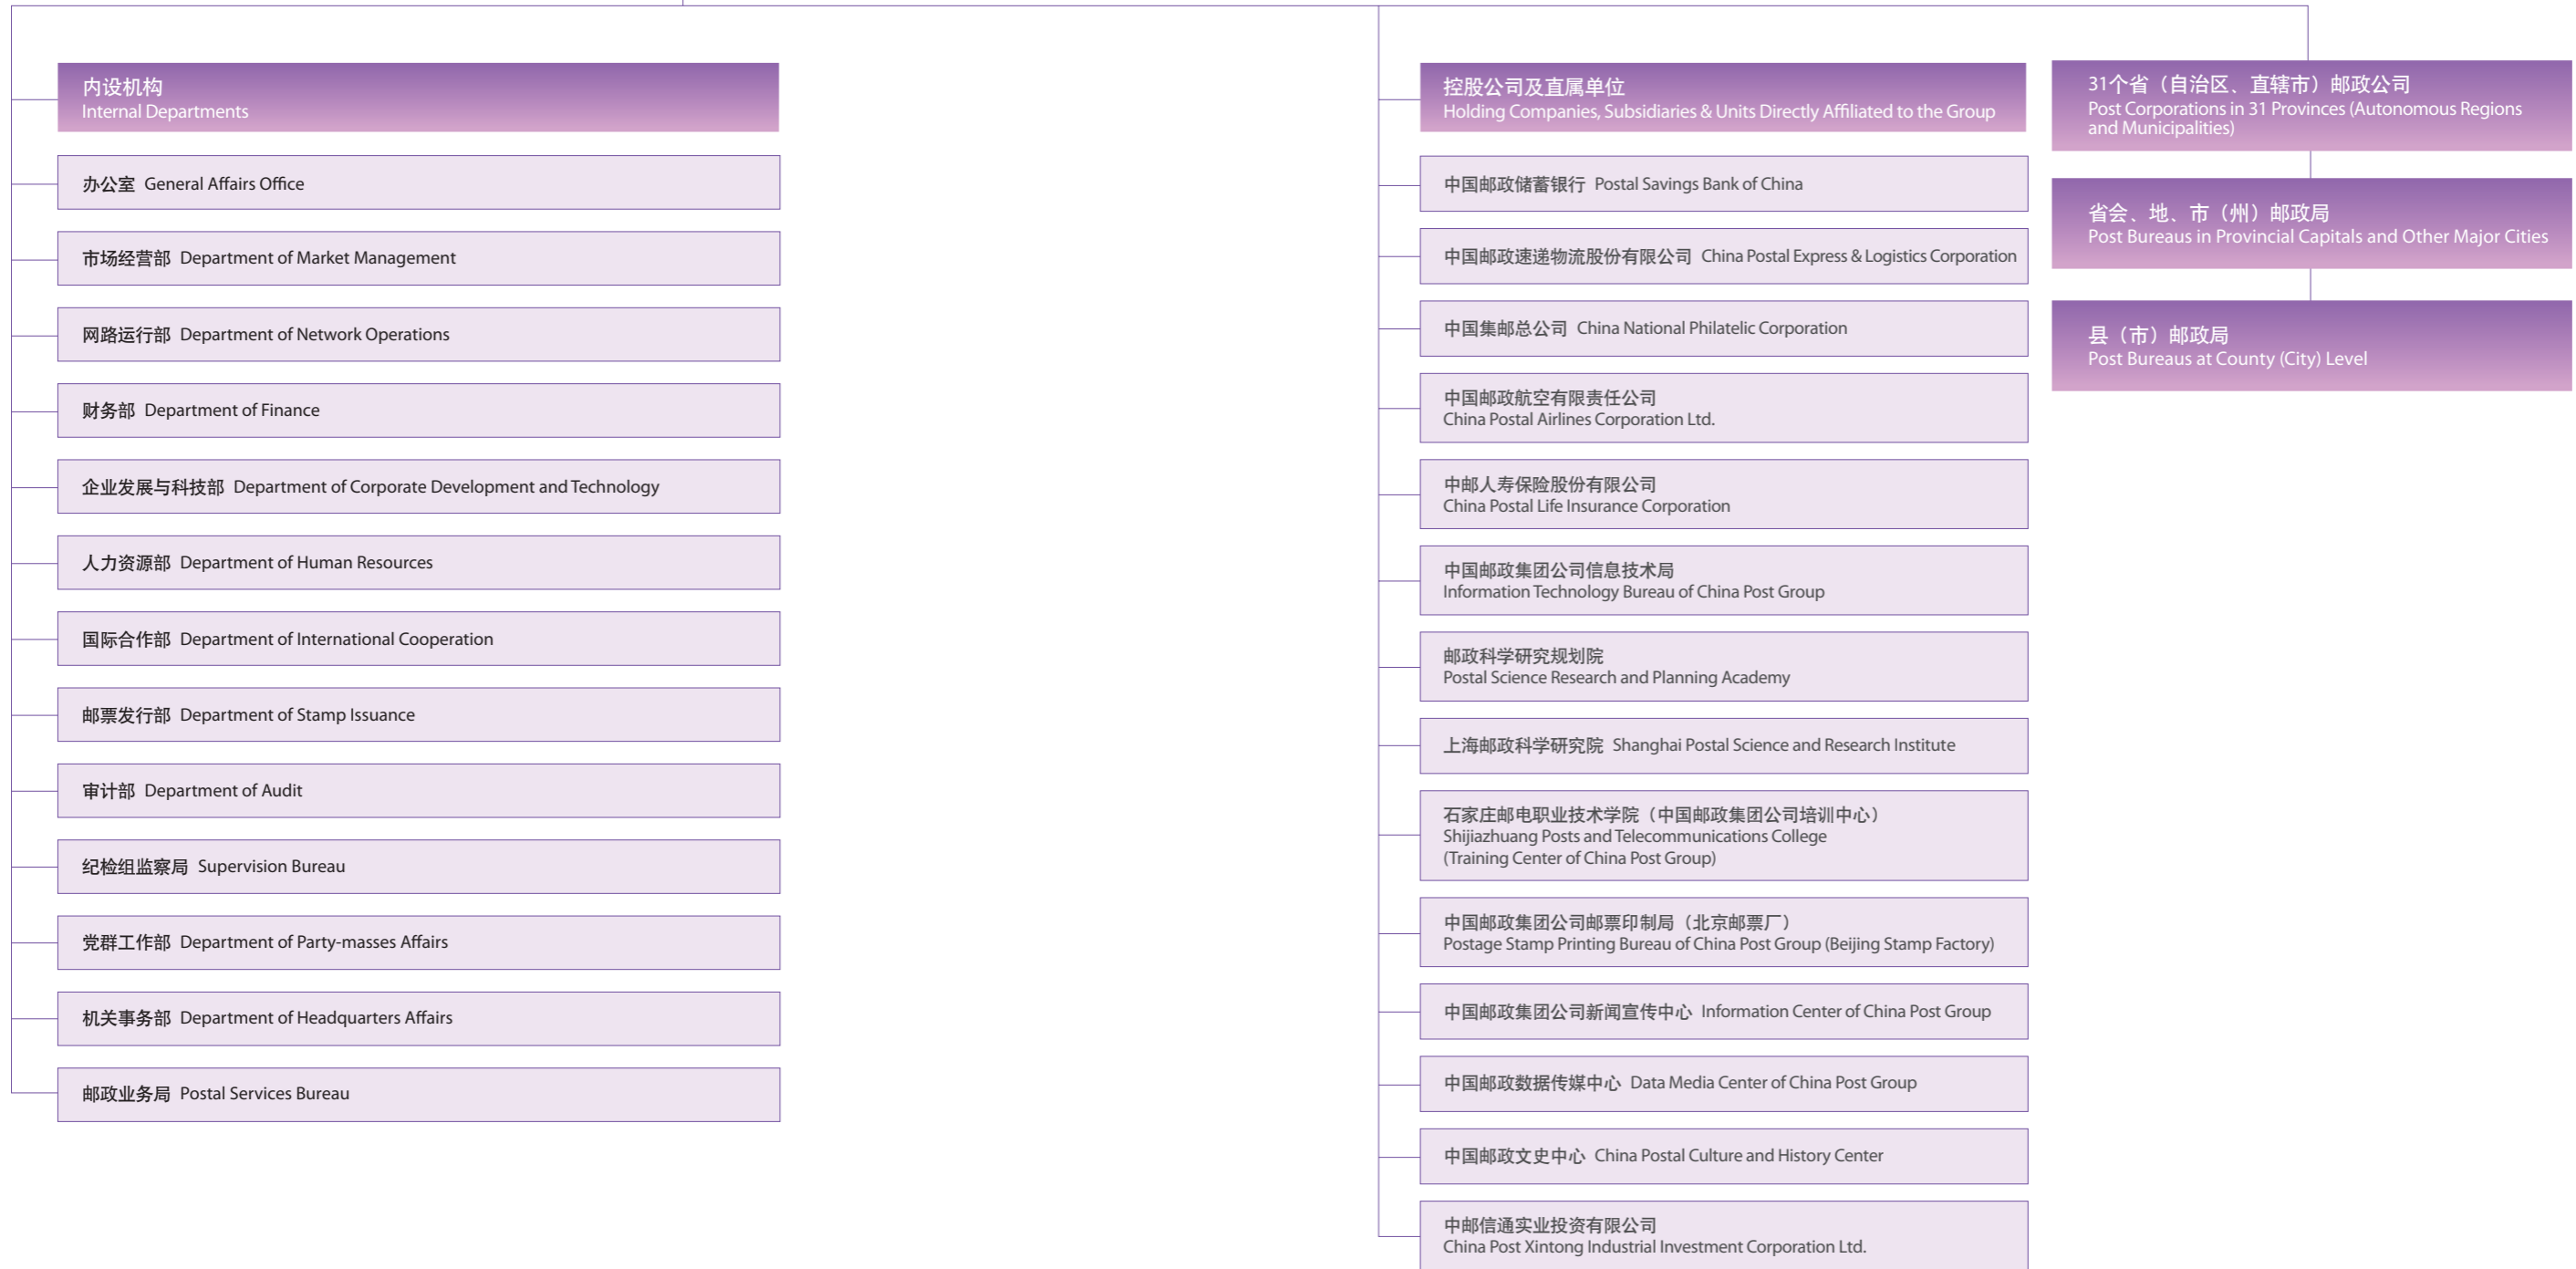 内设机构
Internal Departments
办公室 General Affairs Office
市场经营部 Department of Market Management
网路运行部 Department of Network Operations
财务部 Department of Finance
企业发展与科技部 Department of Corporate Development and Technology
人力资源部 Department of Human Resources
国际合作部 Department of International Cooperation
邮票发行部 Department of Stamp Issuance
审计部 Department of Audit
纪检组监察局 Supervision Bureau
党群工作部 Department of Party-masses Affairs
机关事务部 Department of Headquarters Affairs
邮政业务局 Postal Services Bureau
控股公司及直属单位
Holding Companies, Subsidiaries & Units Directly Affiliated to the Group
中国邮政储蓄银行 Postal Savings Bank of China
中国邮政速递物流股份有限公司 China Postal Express & Logistics Corporation
中国集邮总公司 China National Philatelic Corporation
中国邮政航空有限责任公司
China Postal Airlines Corporation Ltd.
中邮人寿保险股份有限公司
China Postal Life Insurance Corporation
中国邮政集团公司信息技术局
Information Technology Bureau of China Post Group
邮政科学研究规划院
Postal Science Research and Planning Academy
上海邮政科学研究院 Shanghai Postal Science and Research Institute
石家庄邮电职业技术学院（中国邮政集团公司培训中心）
Shijiazhuang Posts and Telecommunications College
(Training Center of China Post Group)
中国邮政集团公司邮票印制局（北京邮票厂）
Postage Stamp Printing Bureau of China Post Group (Beijing Stamp Factory)
中国邮政集团公司新闻宣传中心 Information Center of China Post Group
中国邮政数据传媒中心 Data Media Center of China Post Group
中国邮政文史中心 China Postal Culture and History Center
中邮信通实业投资有限公司
China Post Xintong Industrial Investment Corporation Ltd.
31个省（自治区、直辖市）邮政公司
Post Corporations in 31 Provinces (Autonomous Regions
and Municipalities)
省会、地、市（州）邮政局
Post Bureaus in Provincial Capitals and Other Major Cities
县（市）邮政局
Post Bureaus at County (City) Level